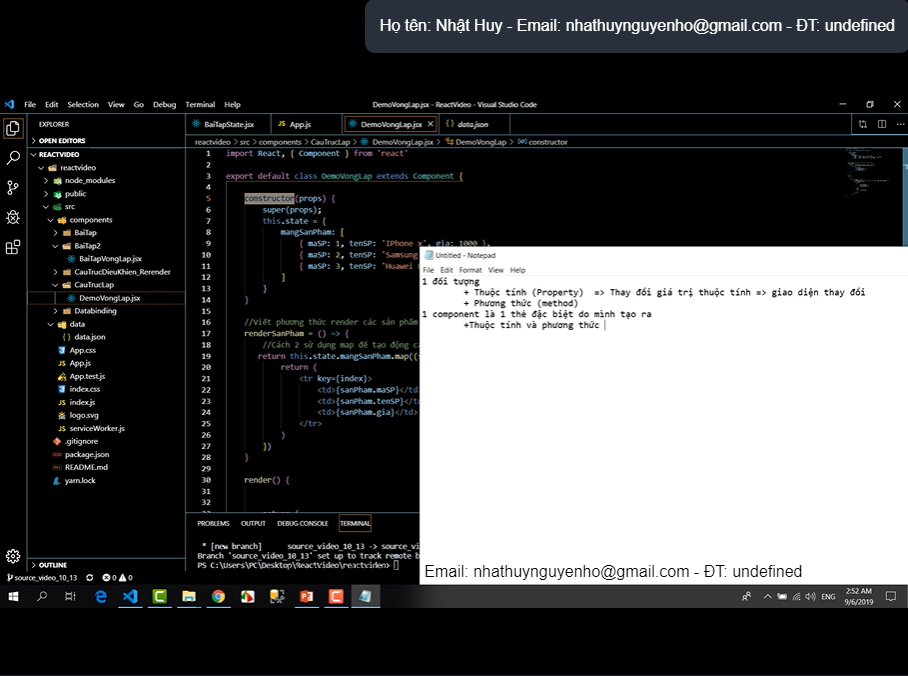 Họ tên: Nhật Huy - Email: nhathuynguyenho@gmail.com - ĐT: undefined
File Edit Selection View Go Debug Terminal Help
DemoVongLap.jsx - ReactVideo - Visual Studio Code
EXPLORER
OPEN EDITORS
REACTVIDEO
reactvideo
node_modules
public
src
components
BaiTap
BaiTap2
BaiTapVongLap.jsx
CauTrucDieuKhien_Rerender
CauTrucLap
DemoVongLap.jsx
Databinding
data
data.json
App.css
App.js
App.test.js
index.css
index.js
logo.svg
serviceWorker.js
.gitignore
package.json
README.md
yarn.lock
OUTLINE
BaiTapState.jsx
App.js
DemoVongLap.jsx
data.json
reactvideo > src > components > CauTrucLap > DemoVongLap.jsx > DemoVongLap > constructor
1 import React, { Component } from 'react'
2
3 export default class DemoVongLap extends Component {
4
5 constructor(props) {
6 super(props);
7 this.state = {
8 mangSanPham: [
9 { maSP: 1, tenSP: 'IPhone x', gia: 1000 },
10 { maSP: 2, tenSP: 'Samsung
11 { maSP: 3, tenSP: 'Huawei
12 ]
13 }
14 }
15
16 //Viết phương thức render các sản phẩm
17 renderSanPham = () => {
18 //Cách 2 sử dụng map để tạo động
19 return this.state.mangSanPham.map((
20 return (
21 <tr key={index}>
22 <td>{sanPham.maSP}</td
23 <td>{sanPham.tenSP}</t
24 <td>{sanPham.gia}</td>
25 </tr>
26 )
27 })
28 }
29
30 render() {
31
32
PROBLEMS OUTPUT DEBUG CONSOLE TERMINAL
* [new branch] source_video_10_13 -> source_vi
Branch 'source_video_10_13' set up to track remote b
PS C:\Users\PC\Desktop\ReactVideo\reactvideo>
Untitled - Notepad
File Edit Format View Help
1 đối tượng
+ Thuộc tính (Property) => Thay đổi giá trị thuộc tính => giao diện thay đổi
+ Phương thức (method)
1 component là 1 thẻ đặc biệt do mình tạo ra
+Thuộc tính và phương thức
Email: nhathuynguyenho@gmail.com - ĐT: undefined
source_video_10_13 0 0
ENG
2:52 AM
9/6/2019